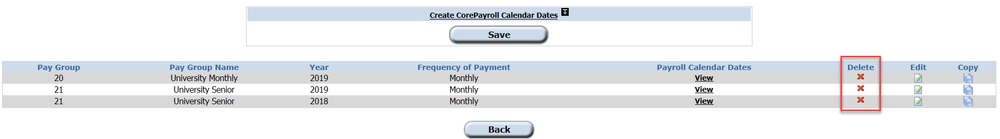 Create CorePayroll Calendar Dates
Save
Pay Group Pay Group Name Year Frequency of Payment Payroll Calendar Dates Delete Edit Copy
20 University Monthly 2019 Monthly View
21 University Senior 2019 Monthly View
21 University Senior 2018 Monthly View
Back